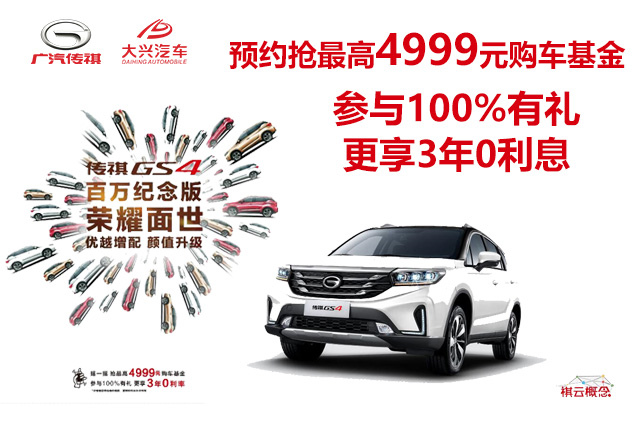 广汽传祺
大兴汽车
DAIHING AUTOMOBILE
预约抢最高4999元购车基金
参与100%有礼
更享3年0利息
传祺GS4
百万纪念版
荣耀面世
优越增配 颜值升级
传祺GS4
摇一摇 抢最高4999元购车基金
参与100%有礼 更享3年0利率
祺云概念